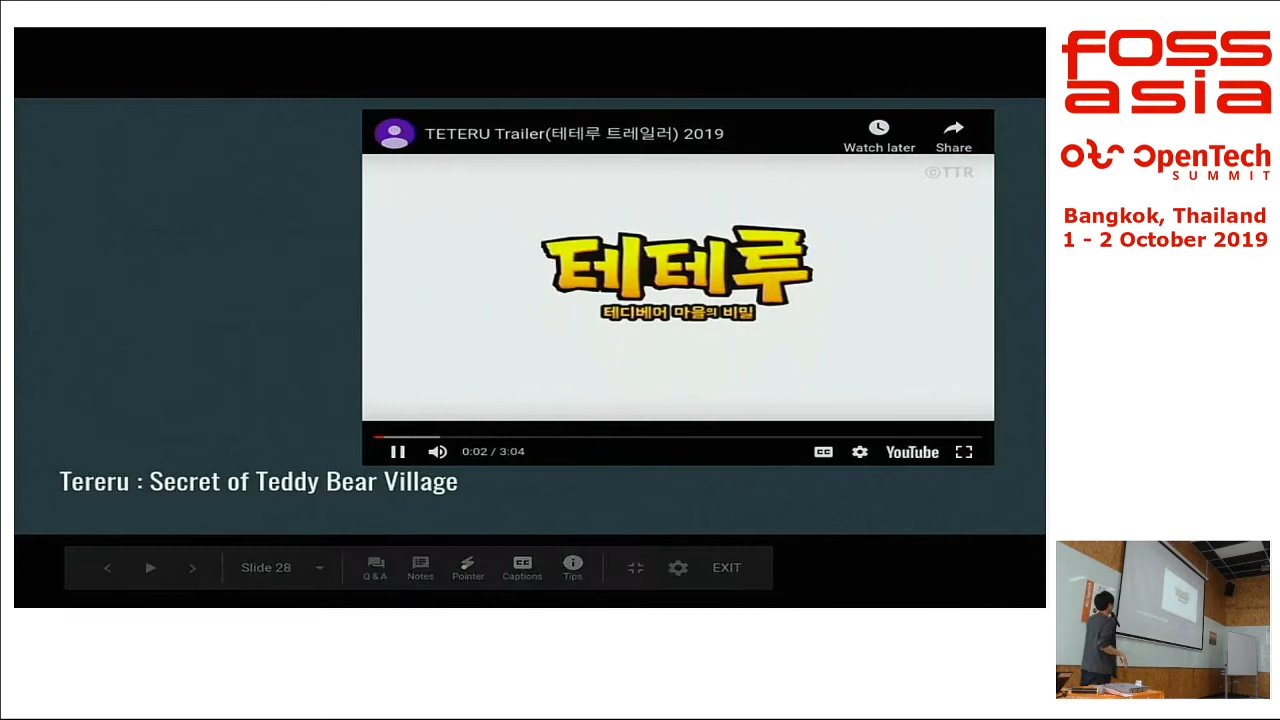 TETERU Trailer(테테루 트레일러) 2019
Watch later
Share
©TTR
테테루
테디베어 마을의 비밀
0:02 / 3:04
CC
YouTube
Tereru : Secret of Teddy Bear Village
Slide 28
Q & A
Notes
Pointer
CC
Captions
Tips
EXIT
FOSS
asia
OpenTech
SUMMIT
Bangkok, Thailand
1 - 2 October 2019